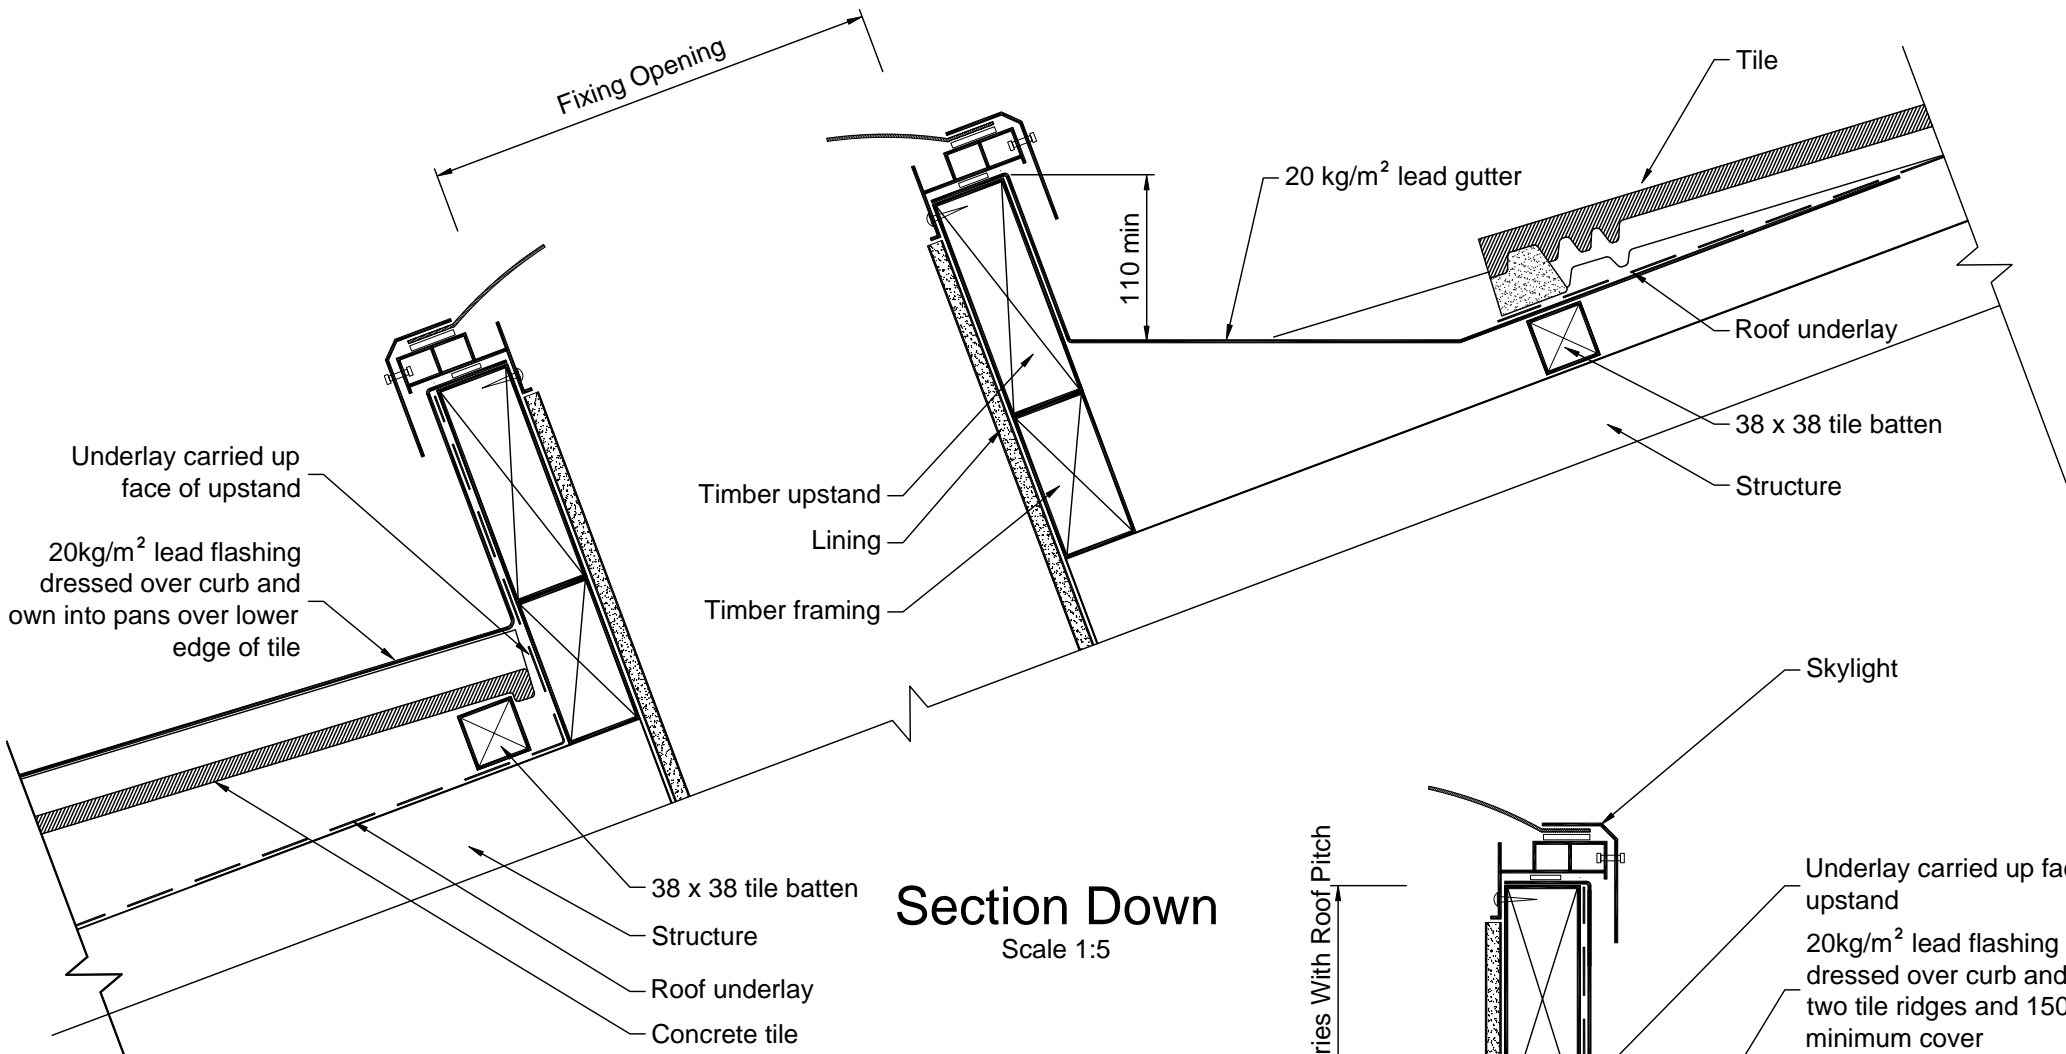 Fixing Opening
Tile
20 kg/m² lead gutter
110 min
Roof underlay
38 x 38 tile batten
Structure
Underlay carried up
face of upstand
20kg/m² lead flashing
dressed over curb and
own into pans over lower
edge of tile
Timber upstand
Lining
Timber framing
38 x 38 tile batten
Structure
Roof underlay
Concrete tile
Section Down
Scale 1:5
Skylight
ries With Roof Pitch
Underlay carried up fa
upstand
20kg/m² lead flashing
dressed over curb and
two tile ridges and 150
minimum cover